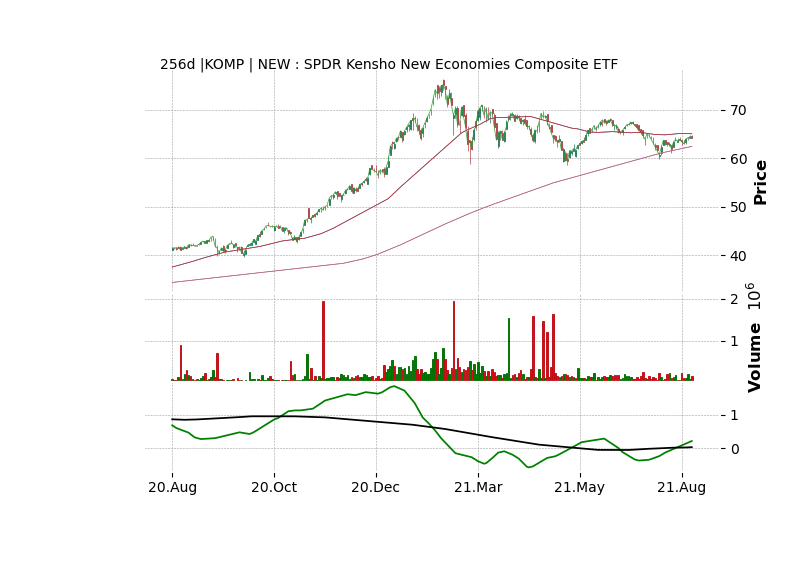 256d |KOMP | NEW : SPDR Kensho New Economies Composite ETF
70
60
50
40
Price
2
1
Volume 10^6
1
0
20.Aug 20.Oct 20.Dec 21.Mar 21.May 21.Aug